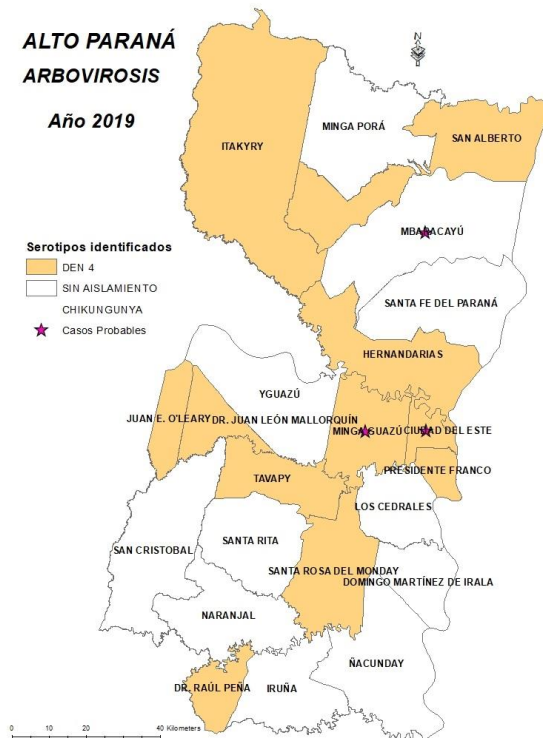 ALTO PARANÁ
ARBOVIROSIS
Año 2019
N
ITAKYRY
MINGA PORÁ
SAN ALBERTO
MBARACAYÚ
Serotipos identificados
DEN 4
SIN AISLAMIENTO
CHIKUNGUNYA
Casos Probables
SANTA FE DEL PARANÁ
HERNANDARIAS
YGUAZÚ
JUAN E. O'LEARY
DR. JUAN LEÓN MALLORQUÍN
MINGA GUAZÚ
CIUDAD DEL ESTE
PRESIDENTE FRANCO
TAVAPY
LOS CEDRALES
SAN CRISTOBAL
SANTA RITA
SANTA ROSA DEL MONDAY
DOMINGO MARTÍNEZ DE IRALA
NARANJAL
ÑACUNDAY
DR. RAÚL PEÑA
IRUÑA
0 10 20 40 Kilometers